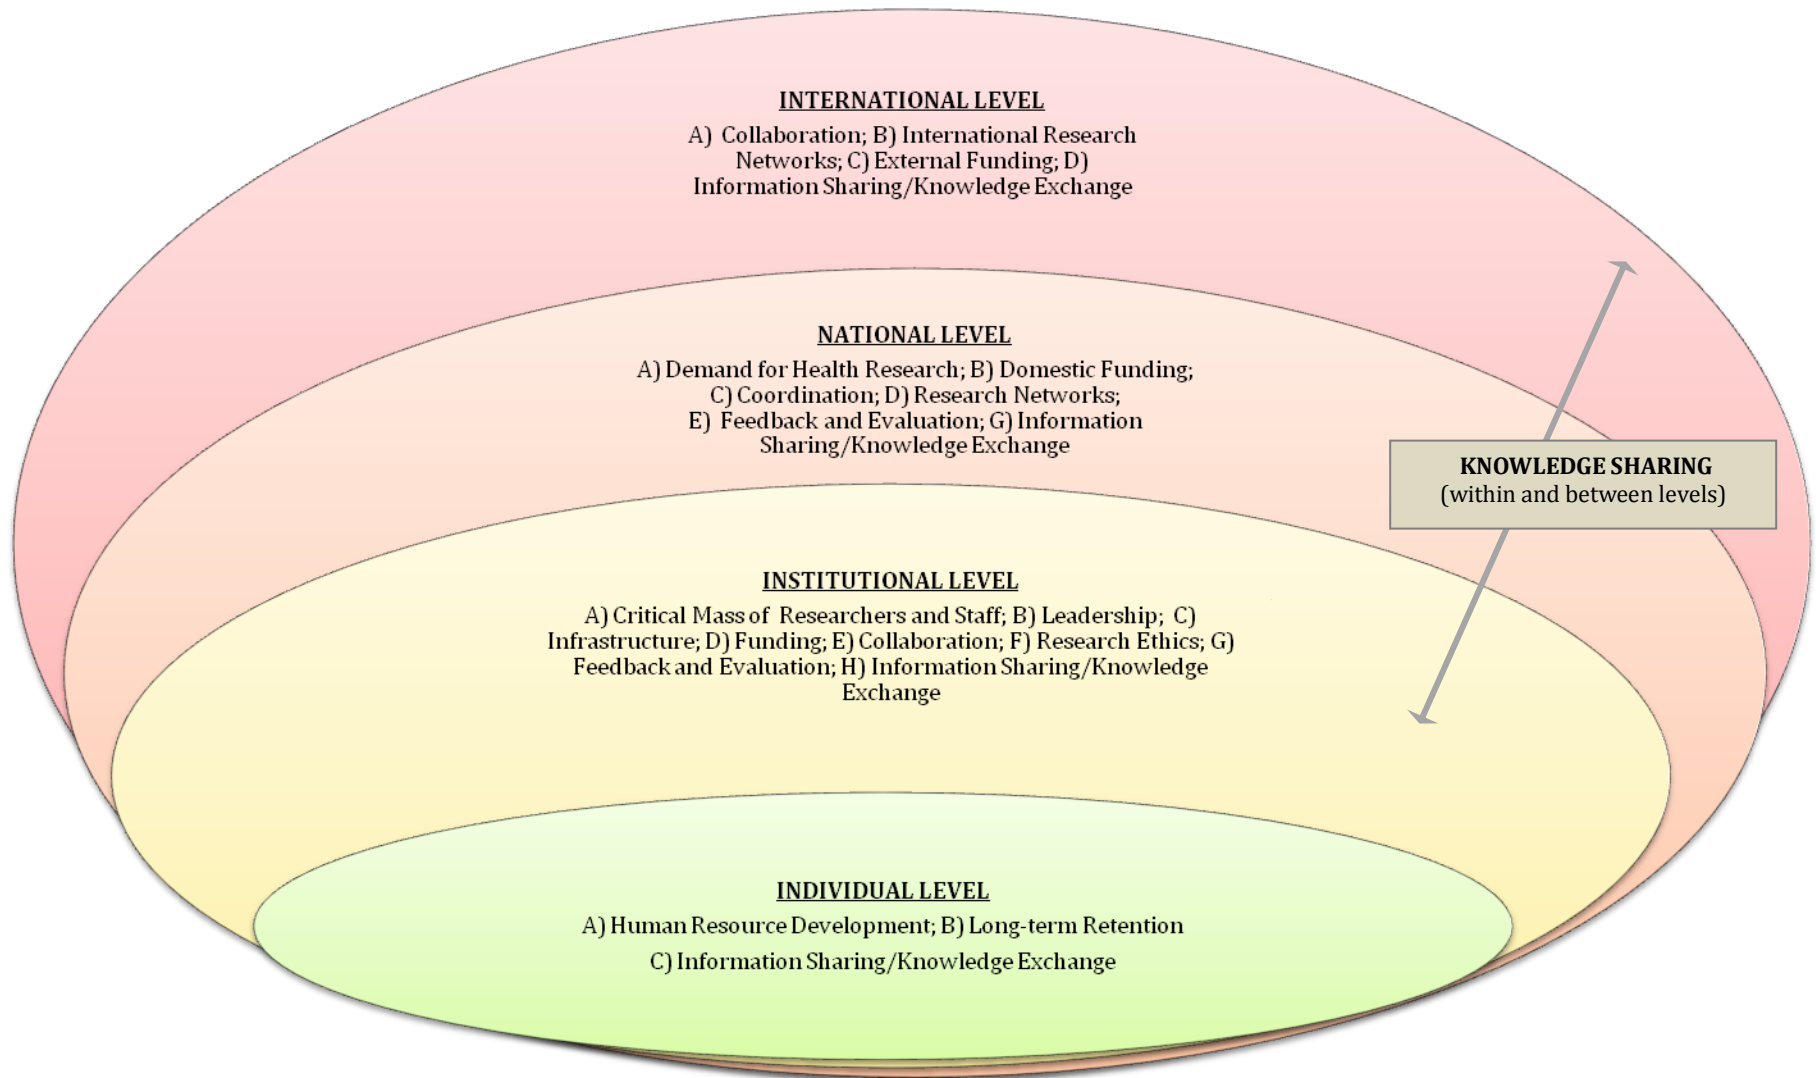 INTERNATIONAL LEVEL
A) Collaboration; B) International Research
Networks; C) External Funding; D)
Information Sharing/Knowledge Exchange
NATIONAL LEVEL
A) Demand for Health Research; B) Domestic Funding;
C) Coordination; D) Research Networks;
E) Feedback and Evaluation; G) Information
Sharing/Knowledge Exchange
KNOWLEDGE SHARING
(within and between levels)
INSTITUTIONAL LEVEL
A) Critical Mass of Researchers and Staff; B) Leadership; C)
Infrastructure; D) Funding; E) Collaboration; F) Research Ethics; G)
Feedback and Evaluation; H) Information Sharing/Knowledge
Exchange
INDIVIDUAL LEVEL
A) Human Resource Development; B) Long-term Retention
C) Information Sharing/Knowledge Exchange